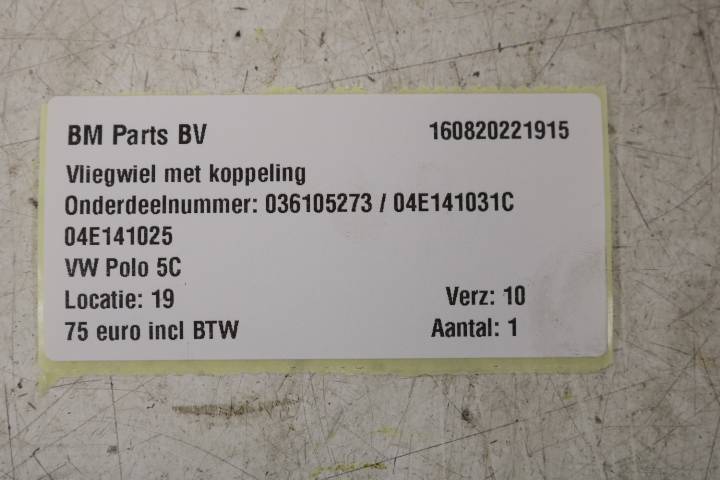 BM Parts BV 160820221915
Vliegwiel met koppeling
Onderdeelnummer: 036105273 / 04E141031C
04E141025
VW Polo 5C
Locatie: 19 Verz: 10
75 euro incl BTW Aantal: 1